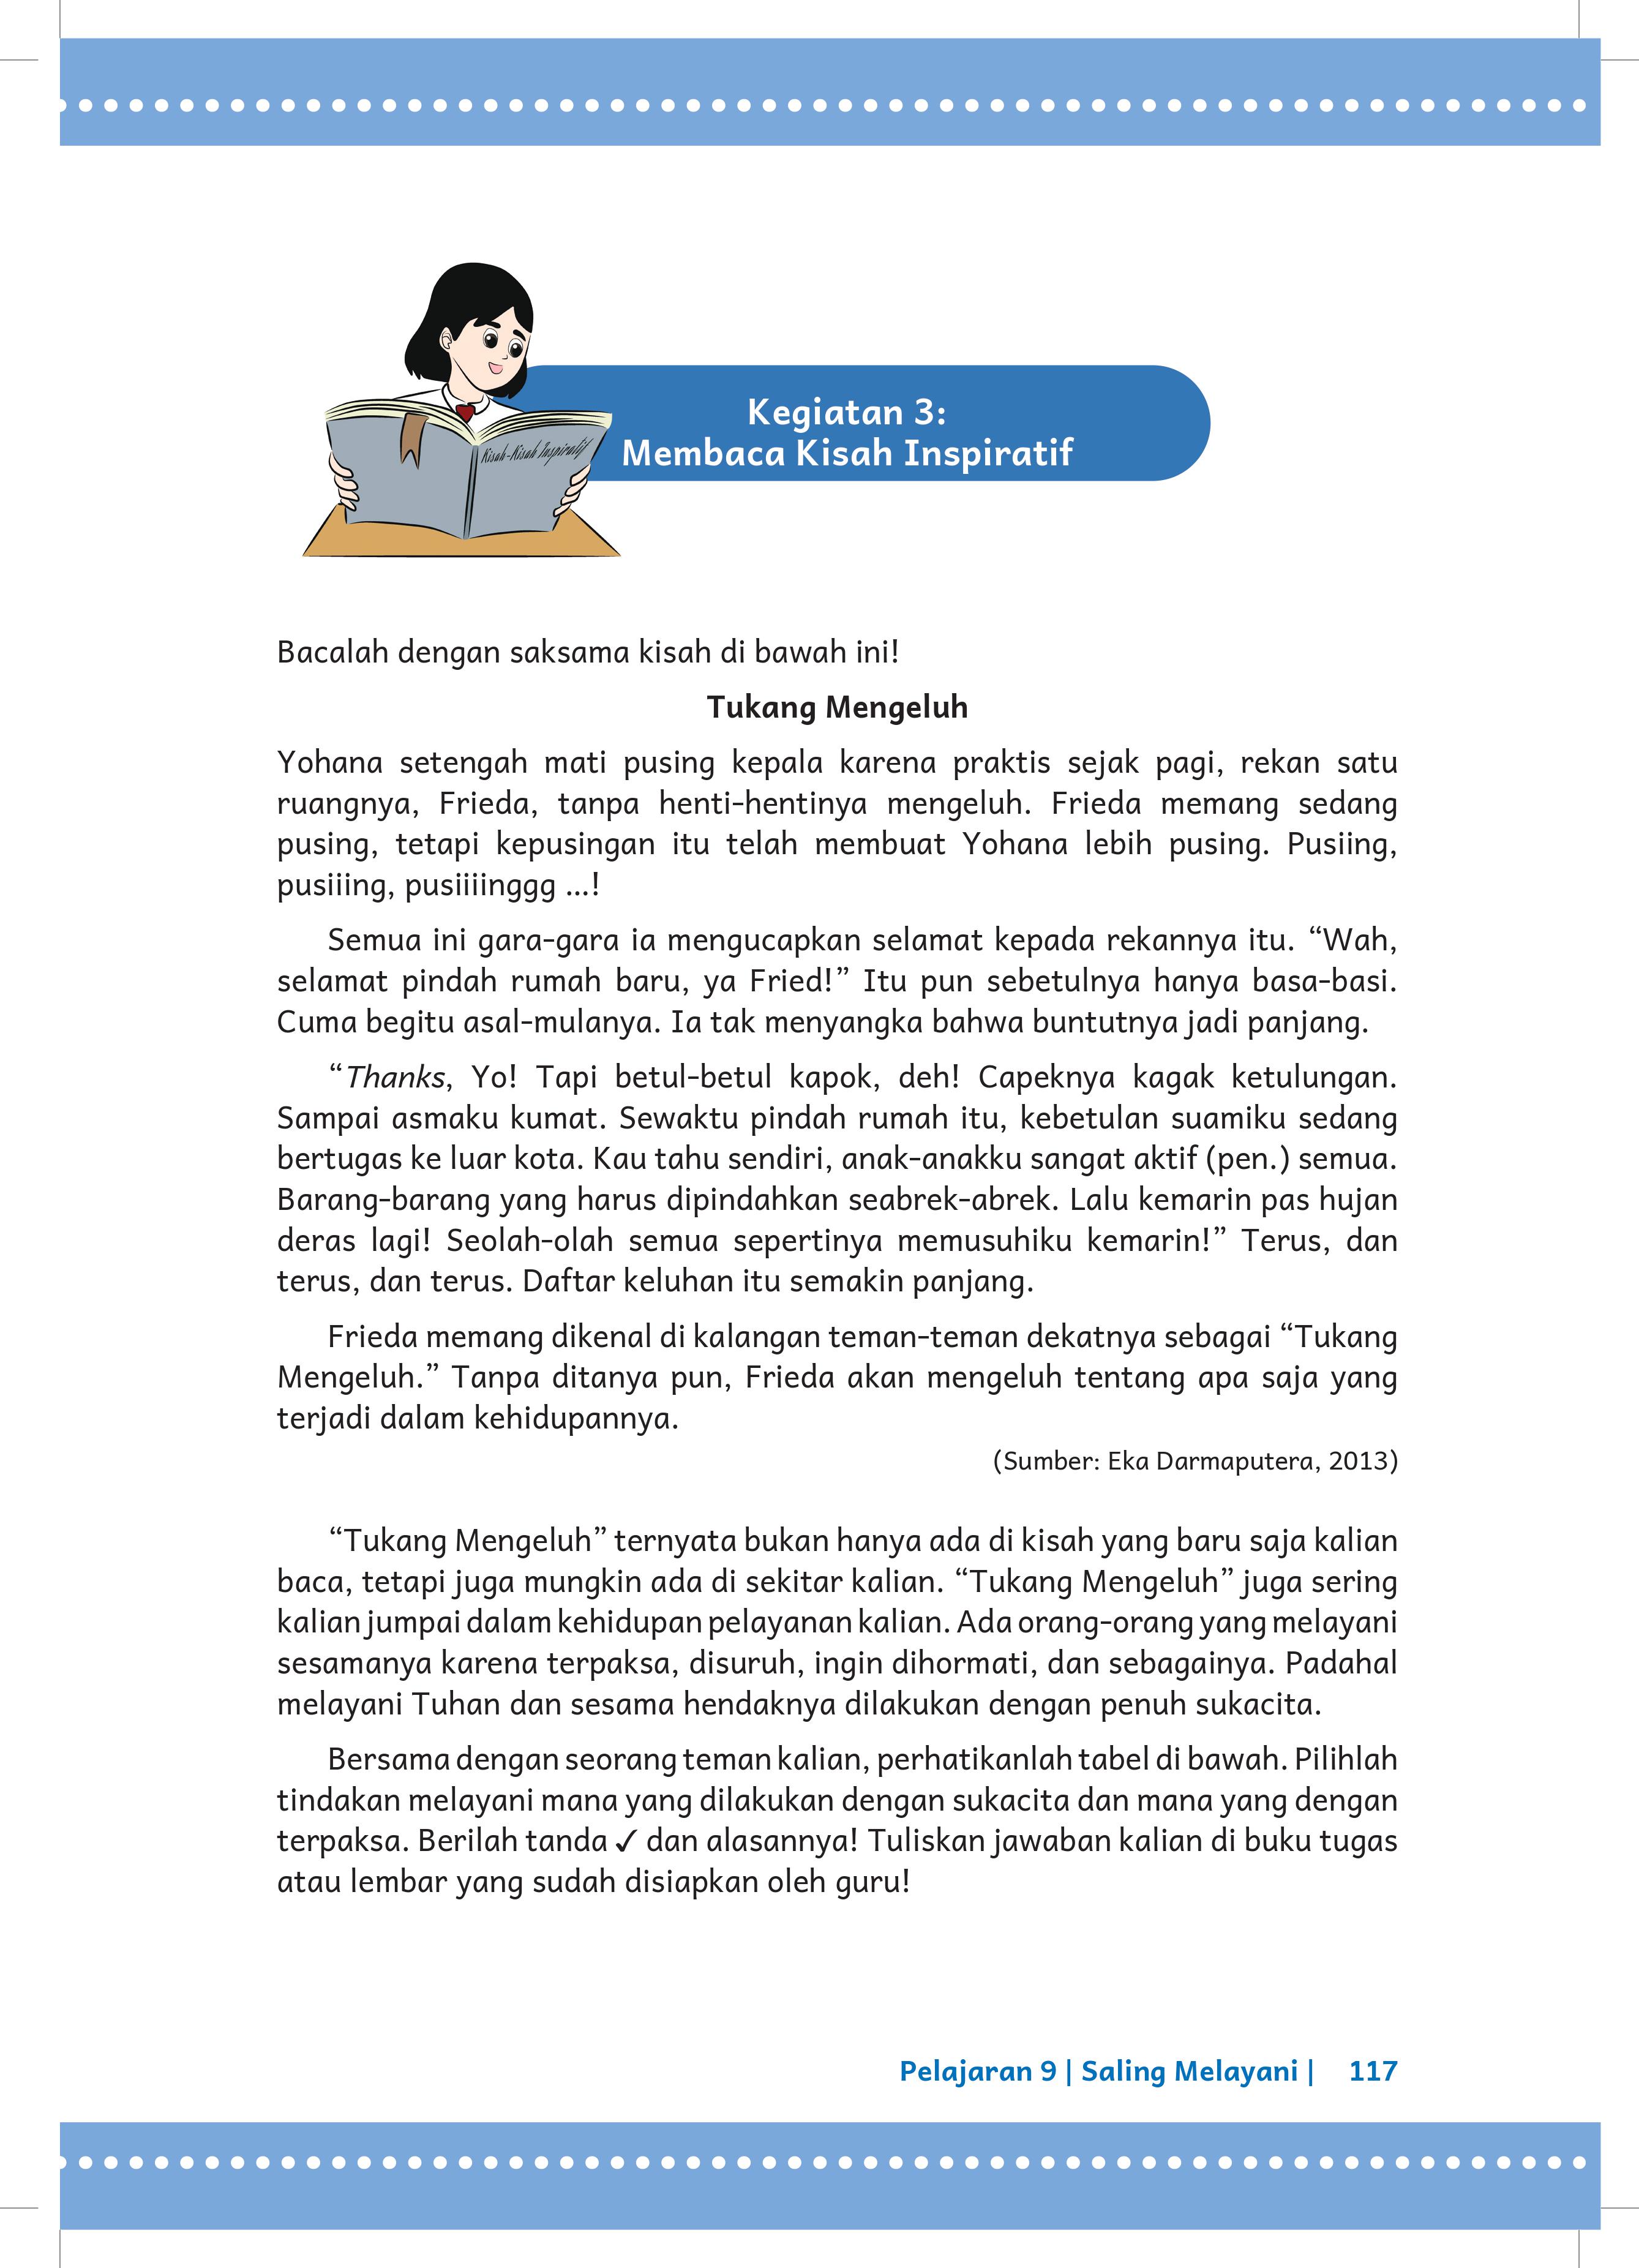 Kisah-Kisah Inspiratif
Kegiatan 3:
Membaca Kisah Inspiratif
Bacalah dengan saksama kisah di bawah ini!
Tukang Mengeluh
Yohana setengah mati pusing kepala karena praktis sejak pagi, rekan satu
ruangnya, Frieda, tanpa henti-hentinya mengeluh. Frieda memang sedang
pusing, tetapi kepusingan itu telah membuat Yohana lebih pusing. Pusiing,
pusiiing, pusiiiinggg ...!
Semua ini gara-gara ia mengucapkan selamat kepada rekannya itu. “Wah,
selamat pindah rumah baru, ya Fried!” Itu pun sebetulnya hanya basa-basi.
Cuma begitu asal-mulanya. Ia tak menyangka bahwa buntutnya jadi panjang.
“Thanks, Yo! Tapi betul-betul kapok, deh! Capeknya kagak ketulungan.
Sampai asmaku kumat. Sewaktu pindah rumah itu, kebetulan suamiku sedang
bertugas ke luar kota. Kau tahu sendiri, anak-anakku sangat aktif (pen.) semua.
Barang-barang yang harus dipindahkan seabrek-abrek. Lalu kemarin pas hujan
deras lagi! Seolah-olah semua sepertinya memusuhiku kemarin!” Terus, dan
terus, dan terus. Daftar keluhan itu semakin panjang.
Frieda memang dikenal di kalangan teman-teman dekatnya sebagai “Tukang
Mengeluh.” Tanpa ditanya pun, Frieda akan mengeluh tentang apa saja yang
terjadi dalam kehidupannya.
(Sumber: Eka Darmaputera, 2013)
“Tukang Mengeluh” ternyata bukan hanya ada di kisah yang baru saja kalian
baca, tetapi juga mungkin ada di sekitar kalian. “Tukang Mengeluh” juga sering
kalian jumpai dalam kehidupan pelayanan kalian. Ada orang-orang yang melayani
sesamanya karena terpaksa, disuruh, ingin dihormati, dan sebagainya. Padahal
melayani Tuhan dan sesama hendaknya dilakukan dengan penuh sukacita.
Bersama dengan seorang teman kalian, perhatikanlah tabel di bawah. Pilihlah
tindakan melayani mana yang dilakukan dengan sukacita dan mana yang dengan
terpaksa. Berilah tanda ✓ dan alasannya! Tuliskan jawaban kalian di buku tugas
atau lembar yang sudah disiapkan oleh guru!
Pelajaran 9 | Saling Melayani | 117